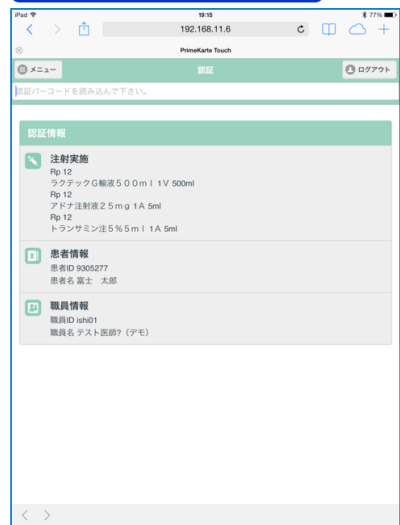 iPad 19:15 77%
192.168.11.6
PrimeKarte Touch
メニュー 認証 ログアウト
認証バーコードを読み込んで下さい。
認証情報
注射実施
Rp 12
ラクテックG輸液500ml 1V 500ml
Rp 12
アドナ注射液25mg 1A 5ml
Rp 12
トランサミン注5%5ml 1A 5ml
患者情報
患者ID 9305277
患者名 富士 太郎
職員情報
職員ID ishi01
職員名 テスト医師?(デモ)